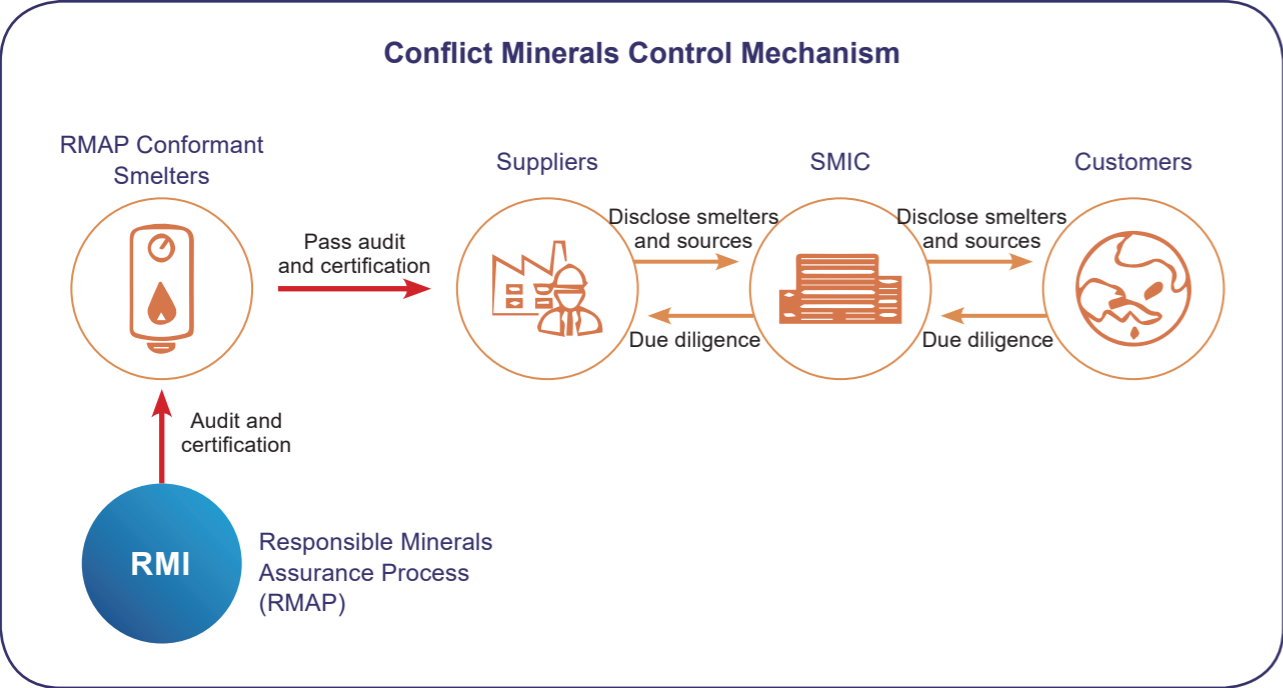 Conflict Minerals Control Mechanism
RMAP Conformant
Smelters
Suppliers
SMIC
Customers
Pass audit
and certification
Disclose smelters
and sources
Disclose smelters
and sources
Due diligence
Due diligence
Audit and
certification
RMI
Responsible Minerals
Assurance Process
(RMAP)